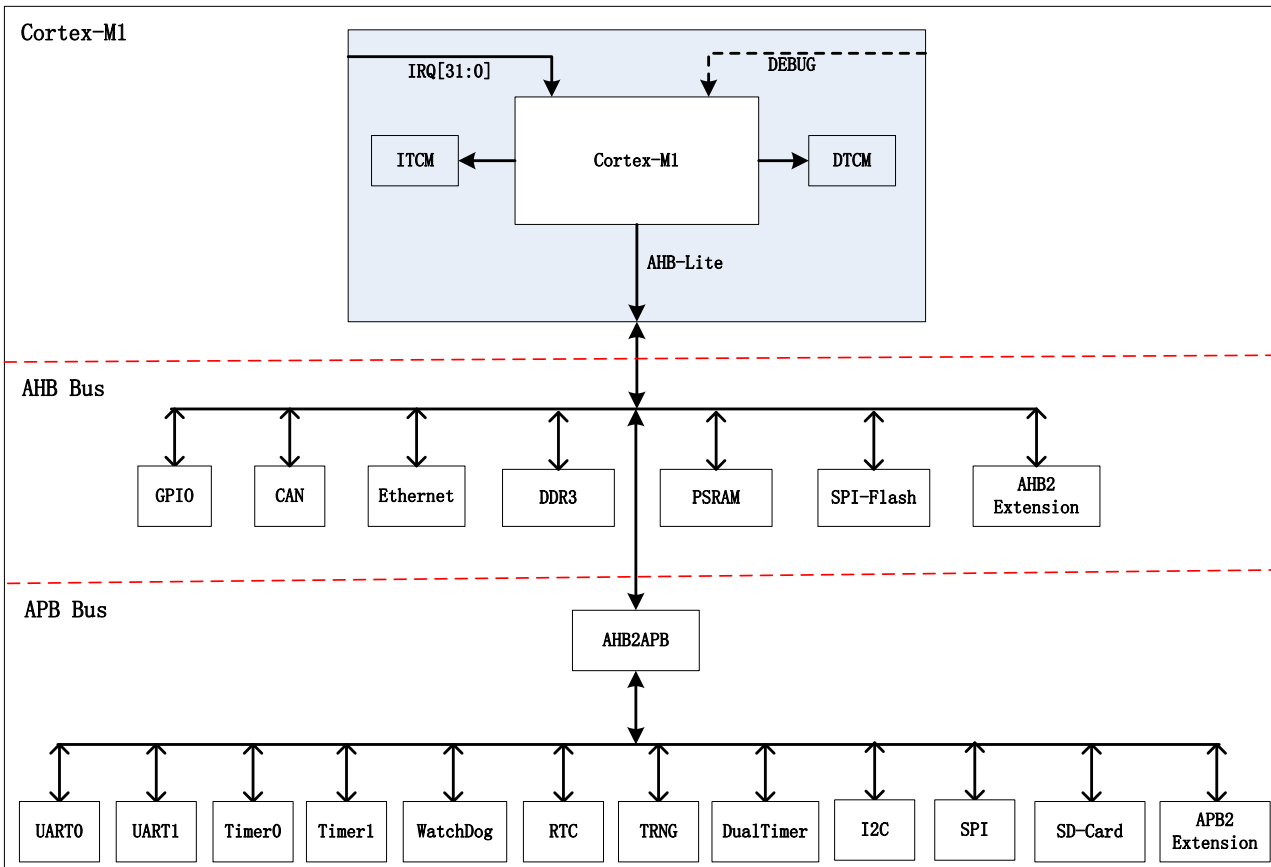 Cortex-M1
IRQ[31:0]
DEBUG
ITCM
Cortex-M1
DTCM
AHB-Lite
AHB Bus
GPIO
CAN
Ethernet
DDR3
PSRAM
SPI-Flash
AHB2
Extension
APB Bus
AHB2APB
UART0
UART1
Timer0
Timer1
WatchDog
RTC
TRNG
DualTimer
I2C
SPI
SD-Card
APB2
Extension